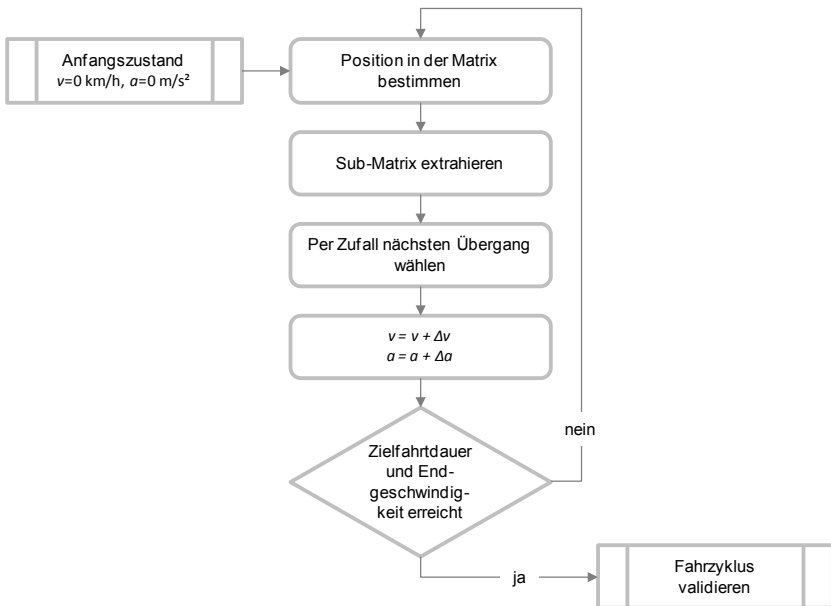 Anfangszustand
v=0 km/h, a=0 m/s²
Position in der Matrix
bestimmen
Sub-Matrix extrahieren
Per Zufall nächsten Übergang
wählen
v = v + Δv
a = a + Δa
Zielfahrtdauer
und End-
geschwindig-
keit erreicht
nein
ja
Fahrzyklus
validieren